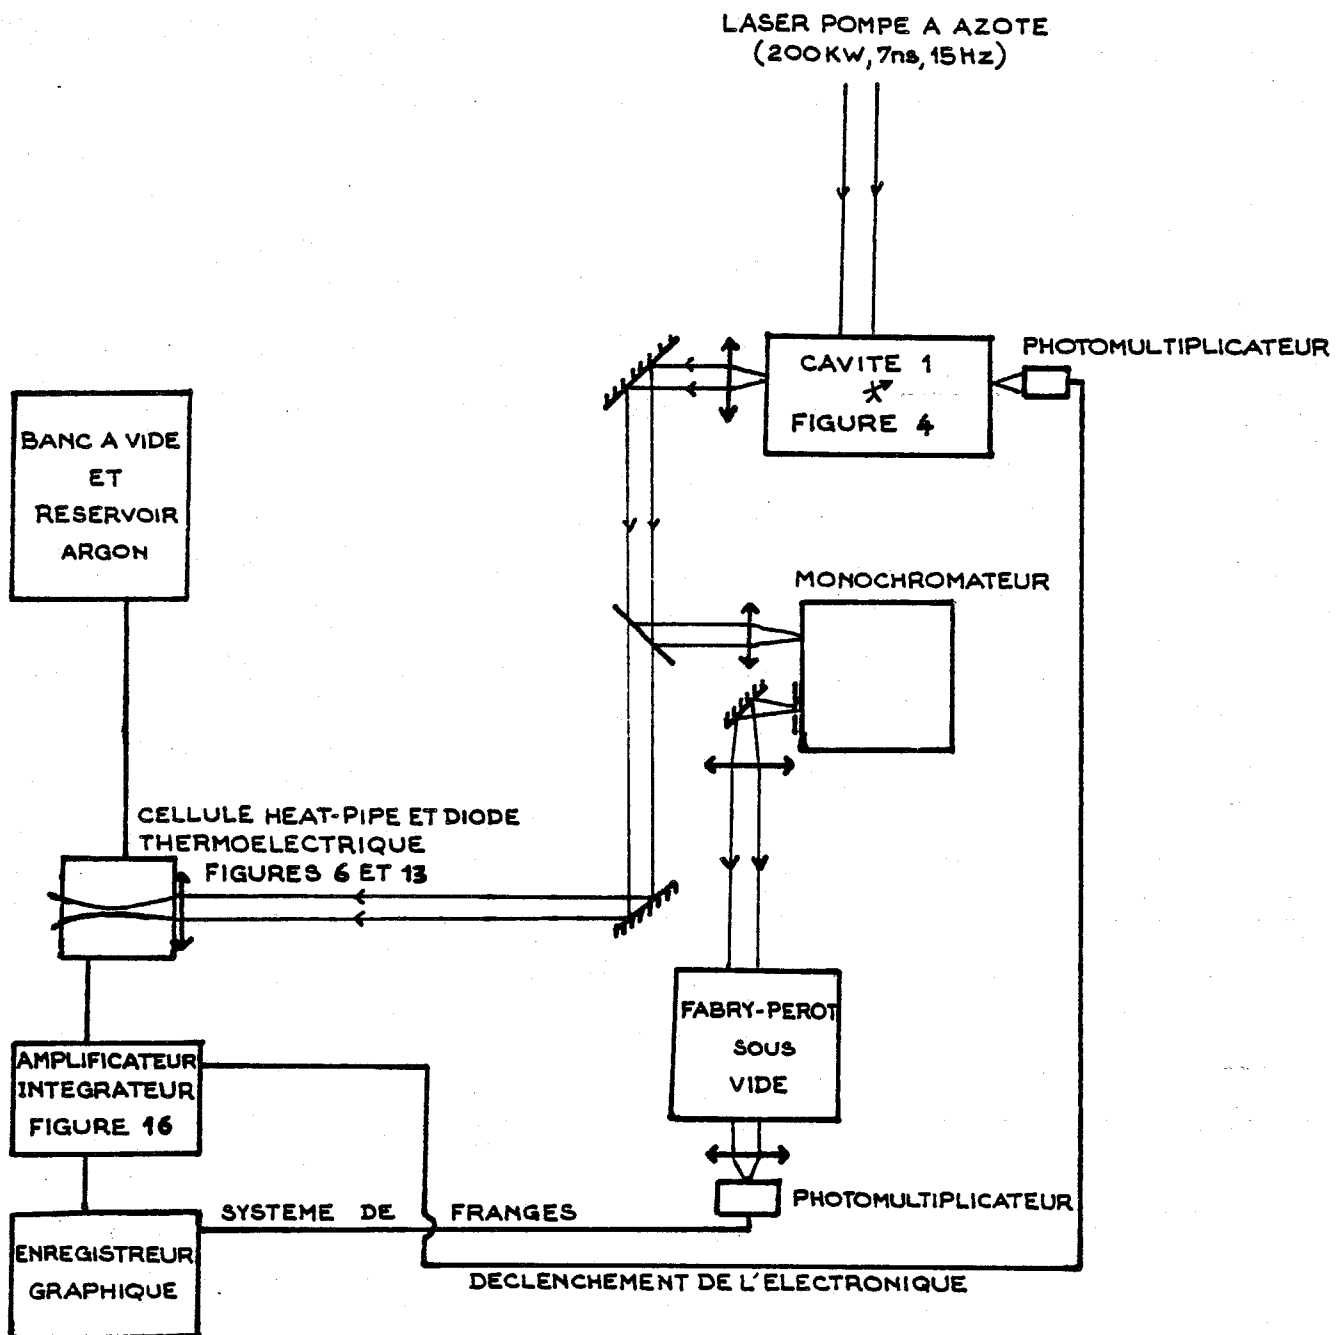 LASER POMPE A AZOTE
(200KW, 7ns, 15Hz)
PHOTOMULTIPLICATEUR
CAVITE 1
FIGURE 4
BANC A VIDE
ET
RESERVOIR
ARGON
MONOCHROMATEUR
CELLULE HEAT-PIPE ET DIODE
THERMOELECTRIQUE
FIGURES 6 ET 13
FABRY-PEROT
SOUS
VIDE
AMPLIFICATEUR
INTEGRATEUR
FIGURE 16
PHOTOMULTIPLICATEUR
SYSTEME DE FRANGES
ENREGISTREUR
GRAPHIQUE
DECLENCHEMENT DE L'ELECTRONIQUE